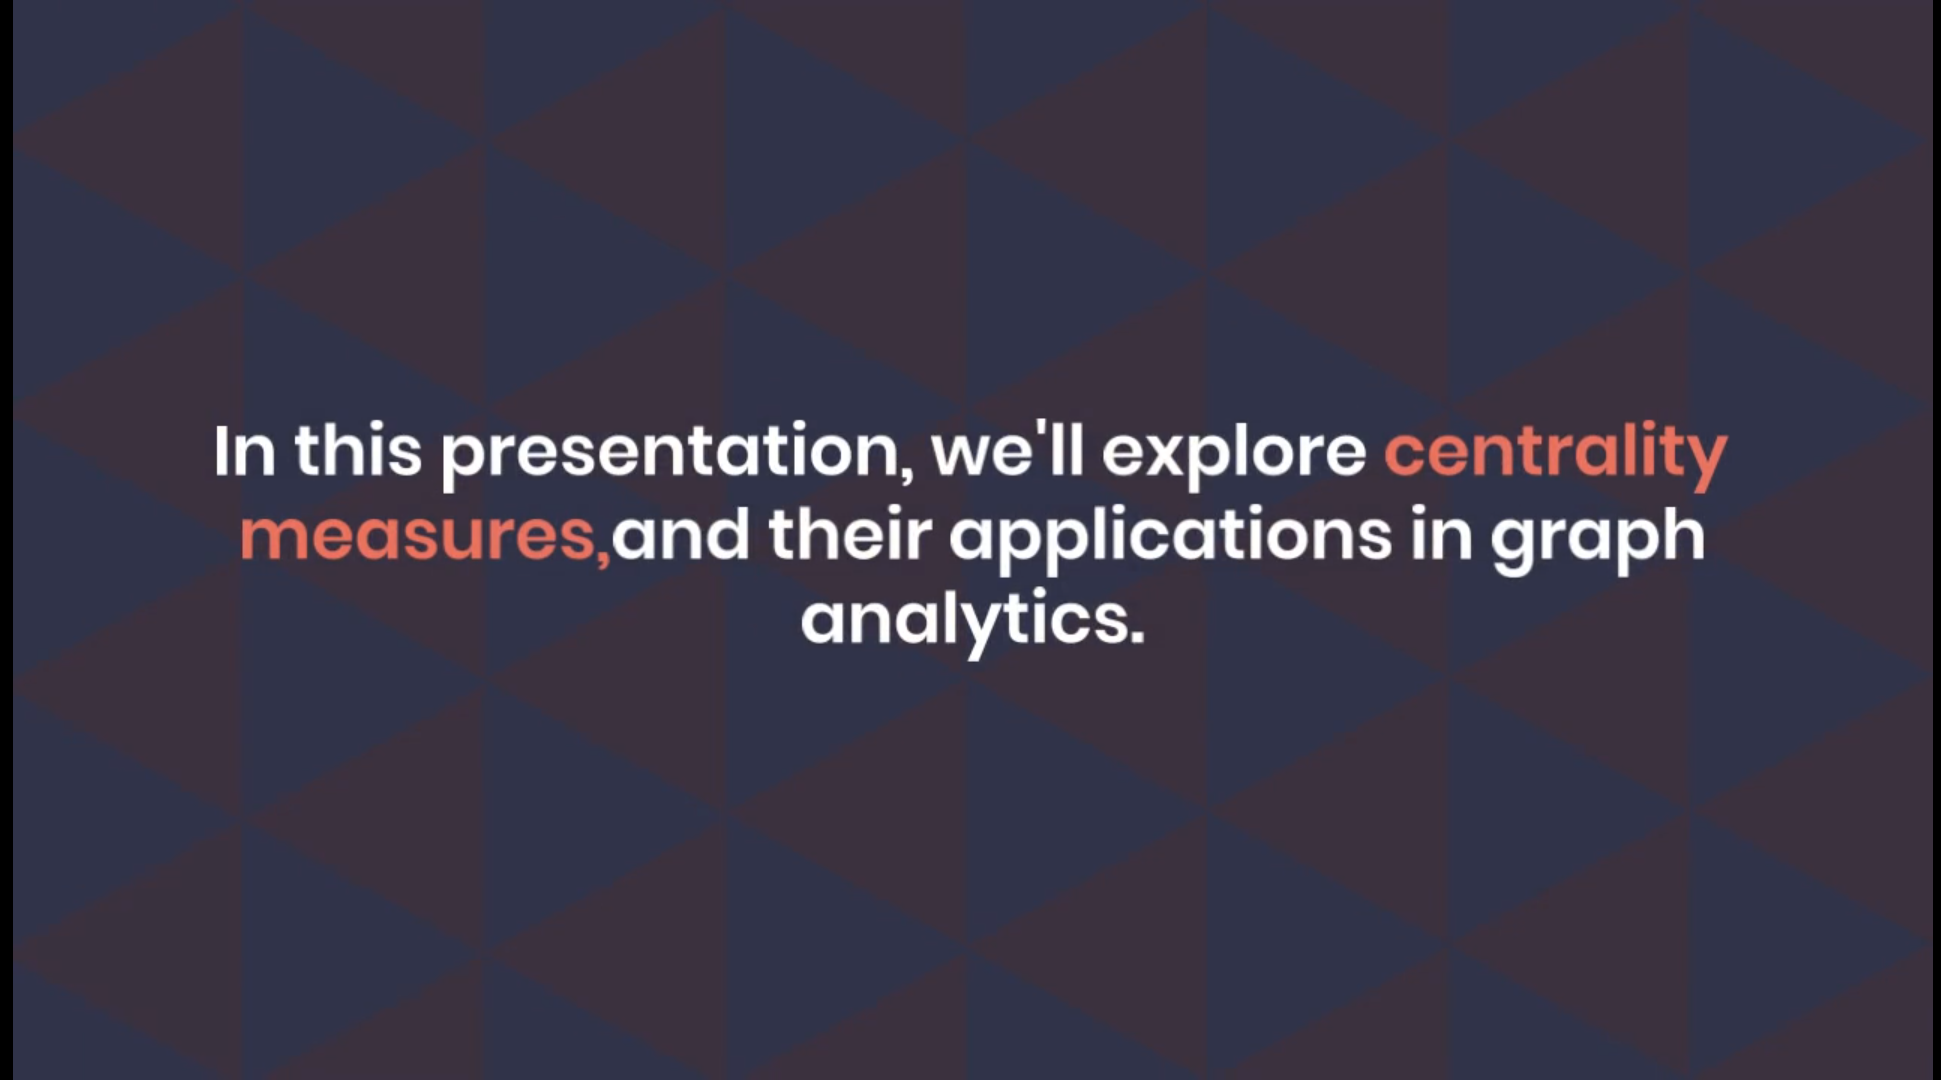 In this presentation, we'll explore centrality
measures,and their applications in graph
analytics.